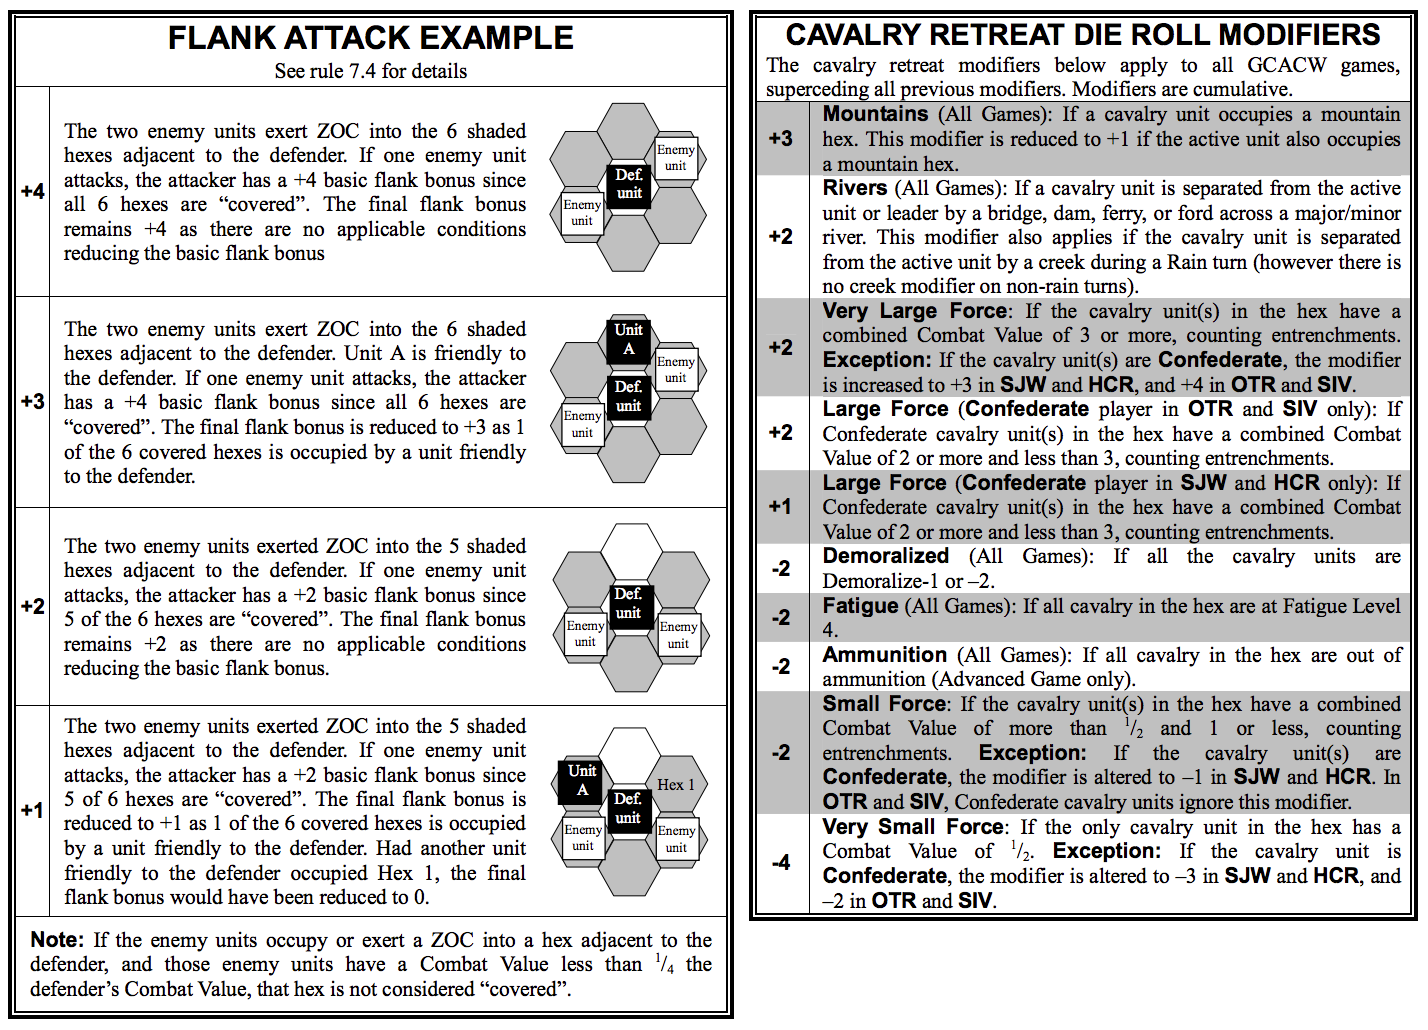 FLANK ATTACK EXAMPLE
See rule 7.4 for details
+4
The two enemy units exert ZOC into the 6 shaded
hexes adjacent to the defender. If one enemy unit
attacks, the attacker has a +4 basic flank bonus since
all 6 hexes are “covered”. The final flank bonus
remains +4 as there are no applicable conditions
reducing the basic flank bonus
Enemy
unit
Def.
unit
Enemy
unit
+3
The two enemy units exert ZOC into the 6 shaded
hexes adjacent to the defender. Unit A is friendly to
the defender. If one enemy unit attacks, the attacker
has a +4 basic flank bonus since all 6 hexes are
“covered”. The final flank bonus is reduced to +3 as 1
of the 6 covered hexes is occupied by a unit friendly
to the defender.
Unit
A
Enemy
unit
Def.
unit
Enemy
unit
+2
The two enemy units exerted ZOC into the 5 shaded
hexes adjacent to the defender. If one enemy unit
attacks, the attacker has a +2 basic flank bonus since
5 of the 6 hexes are “covered”. The final flank bonus
remains +2 as there are no applicable conditions
reducing the basic flank bonus.
Def.
unit
Enemy
unit
Enemy
unit
+1
The two enemy units exerted ZOC into the 5 shaded
hexes adjacent to the defender. If one enemy unit
attacks, the attacker has a +2 basic flank bonus since
5 of 6 hexes are “covered”. The final flank bonus is
reduced to +1 as 1 of the 6 covered hexes is occupied
by a unit friendly to the defender. Had another unit
friendly to the defender occupied Hex 1, the final
flank bonus would have been reduced to 0.
Unit
A
Hex 1
Def.
unit
Enemy
unit
Enemy
unit
Note: If the enemy units occupy or exert a ZOC into a hex adjacent to the
defender, and those enemy units have a Combat Value less than 1/4 the
defender’s Combat Value, that hex is not considered “covered”.
CAVALRY RETREAT DIE ROLL MODIFIERS
The cavalry retreat modifiers below apply to all GCACW games,
superceding all previous modifiers. Modifiers are cumulative.
+3
Mountains (All Games): If a cavalry unit occupies a mountain
hex. This modifier is reduced to +1 if the active unit also occupies
a mountain hex.
+2
Rivers (All Games): If a cavalry unit is separated from the active
unit or leader by a bridge, dam, ferry, or ford across a major/minor
river. This modifier also applies if the cavalry unit is separated
from the active unit by a creek during a Rain turn (however there is
no creek modifier on non-rain turns).
+2
Very Large Force: If the cavalry unit(s) in the hex have a
combined Combat Value of 3 or more, counting entrenchments.
Exception: If the cavalry unit(s) are Confederate, the modifier
is increased to +3 in SJW and HCR, and +4 in OTR and SIV.
+2
Large Force (Confederate player in OTR and SIV only): If
Confederate cavalry unit(s) in the hex have a combined Combat
Value of 2 or more and less than 3, counting entrenchments.
+1
Large Force (Confederate player in SJW and HCR only): If
Confederate cavalry unit(s) in the hex have a combined Combat
Value of 2 or more and less than 3, counting entrenchments.
-2
Demoralized (All Games): If all the cavalry units are
Demoralize-1 or –2.
-2
Fatigue (All Games): If all cavalry in the hex are at Fatigue Level
4.
-2
Ammunition (All Games): If all cavalry in the hex are out of
ammunition (Advanced Game only).
-2
Small Force: If the cavalry unit(s) in the hex have a combined
Combat Value of more than 1/2 and 1 or less, counting
entrenchments. Exception: If the cavalry unit(s) are
Confederate, the modifier is altered to –1 in SJW and HCR. In
OTR and SIV, Confederate cavalry units ignore this modifier.
-4
Very Small Force: If the only cavalry unit in the hex has a
Combat Value of 1/2. Exception: If the cavalry unit is
Confederate, the modifier is altered to –3 in SJW and HCR, and
–2 in OTR and SIV.